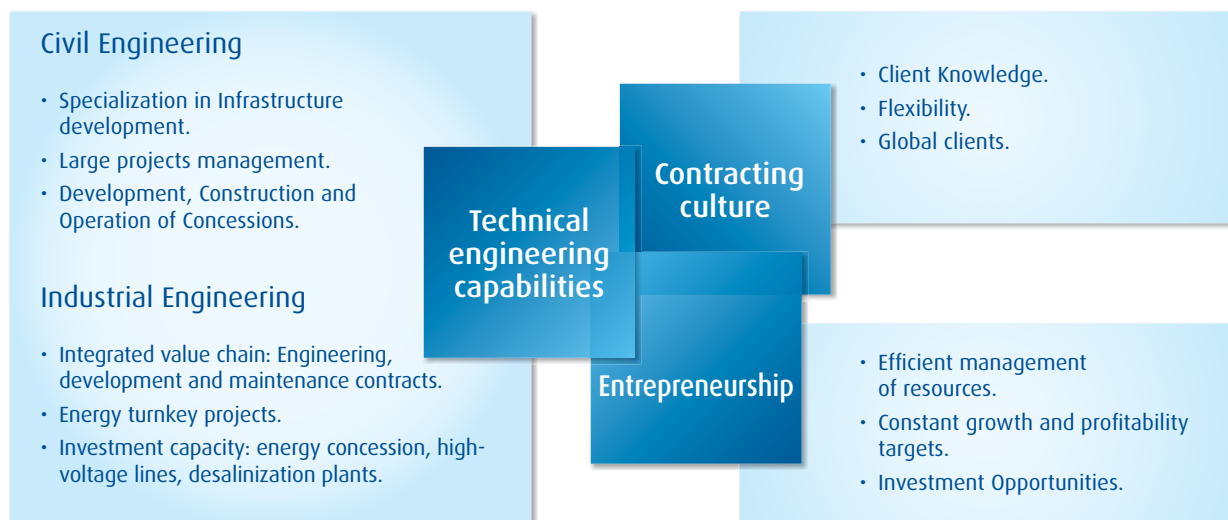 Civil Engineering
• Specialization in Infrastructure
development.
• Large projects management.
• Development, Construction and
Operation of Concessions.
Industrial Engineering
• Integrated value chain: Engineering,
development and maintenance contracts.
• Energy turnkey projects.
• Investment capacity: energy concession, high-
voltage lines, desalinization plants.
Technical
engineering
capabilities
Contracting
culture
Entrepreneurship
• Client Knowledge.
• Flexibility.
• Global clients.
• Efficient management
of resources.
• Constant growth and profitability
targets.
• Investment Opportunities.